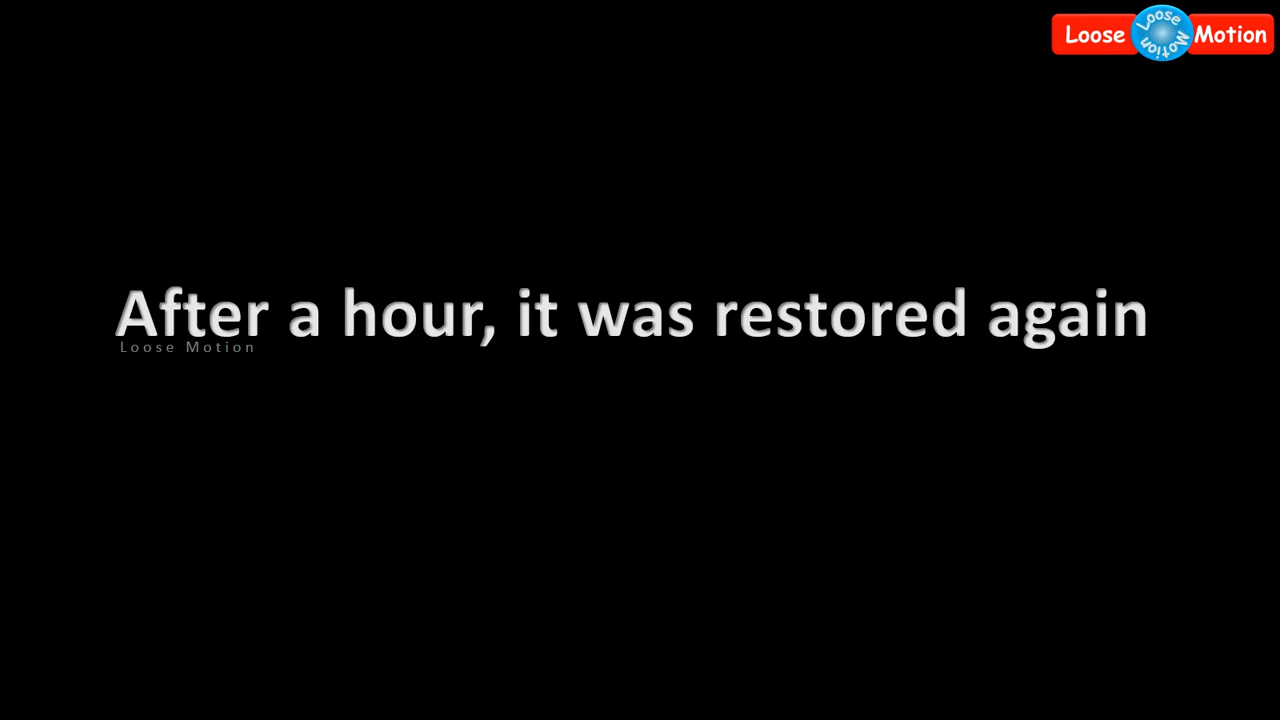 Loose Loose Motion Motion
After a hour, it was restored again
Loose Motion